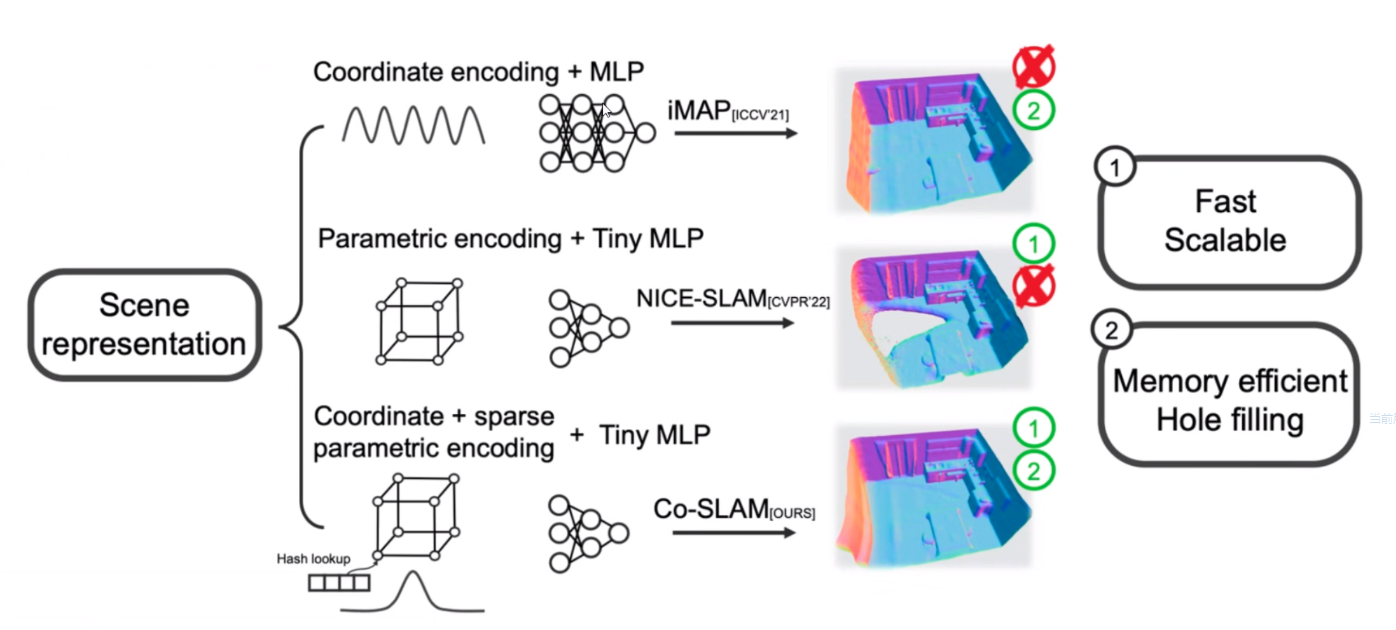 Scene
representation
Coordinate encoding + MLP
iMAP[ICCV'21]
2
Parametric encoding + Tiny MLP
NICE-SLAM[CVPR'22]
1
Coordinate + sparse
parametric encoding
+ Tiny MLP
Co-SLAM[OURS]
1
2
Hash lookup
1
Fast
Scalable
2
Memory efficient
Hole filling
当前